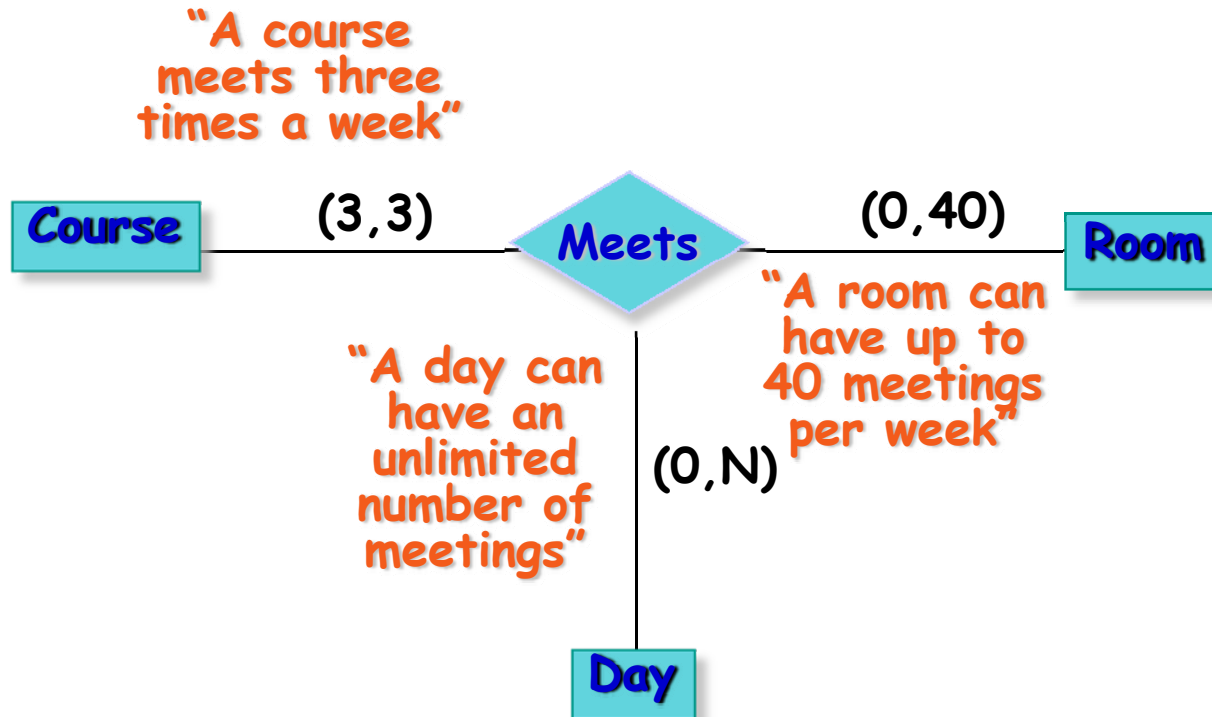 “A course
meets three
times a week”
(3,3)
(0,40)
Course
Meets
Room
“A room can
have up to
40 meetings
per week”
“A day can
have an
unlimited
number of
meetings”
(0,N)
Day